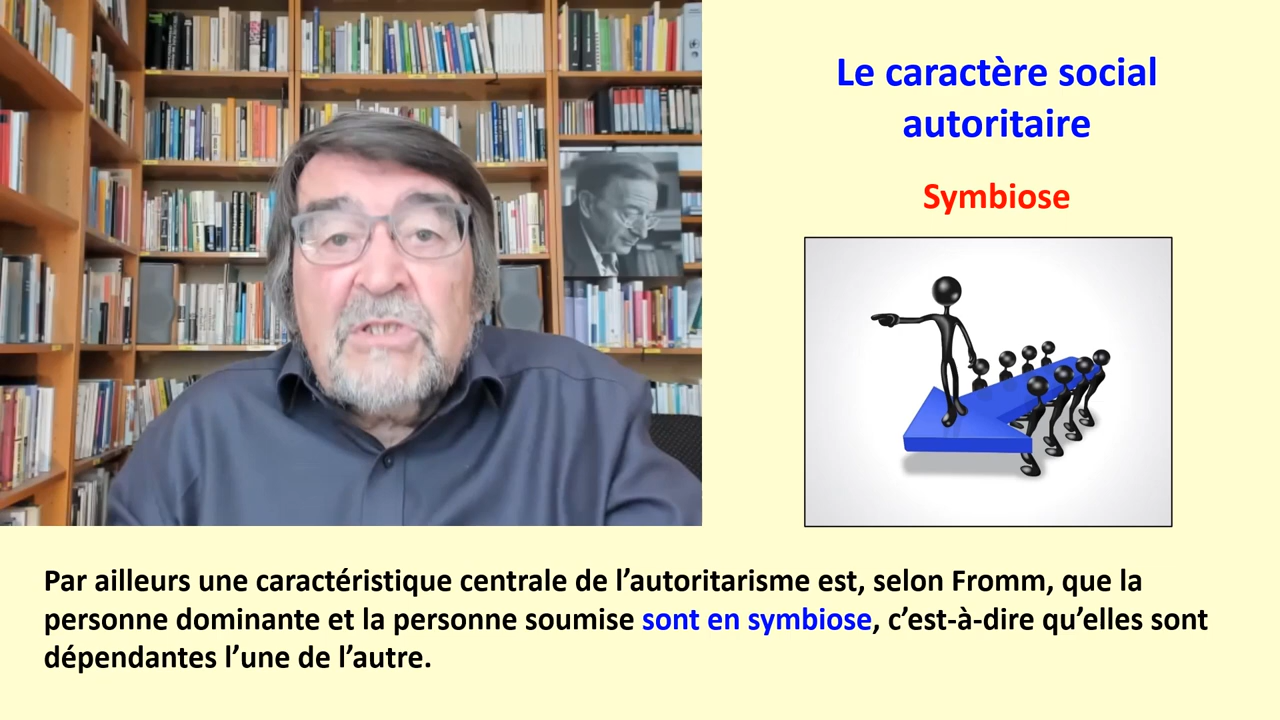 Le caractère social
autoritaire
Symbiose
Par ailleurs une caractéristique centrale de l’autoritarisme est, selon Fromm, que la
personne dominante et la personne soumise sont en symbiose, c’est-à-dire qu’elles sont
dépendantes l’une de l’autre.